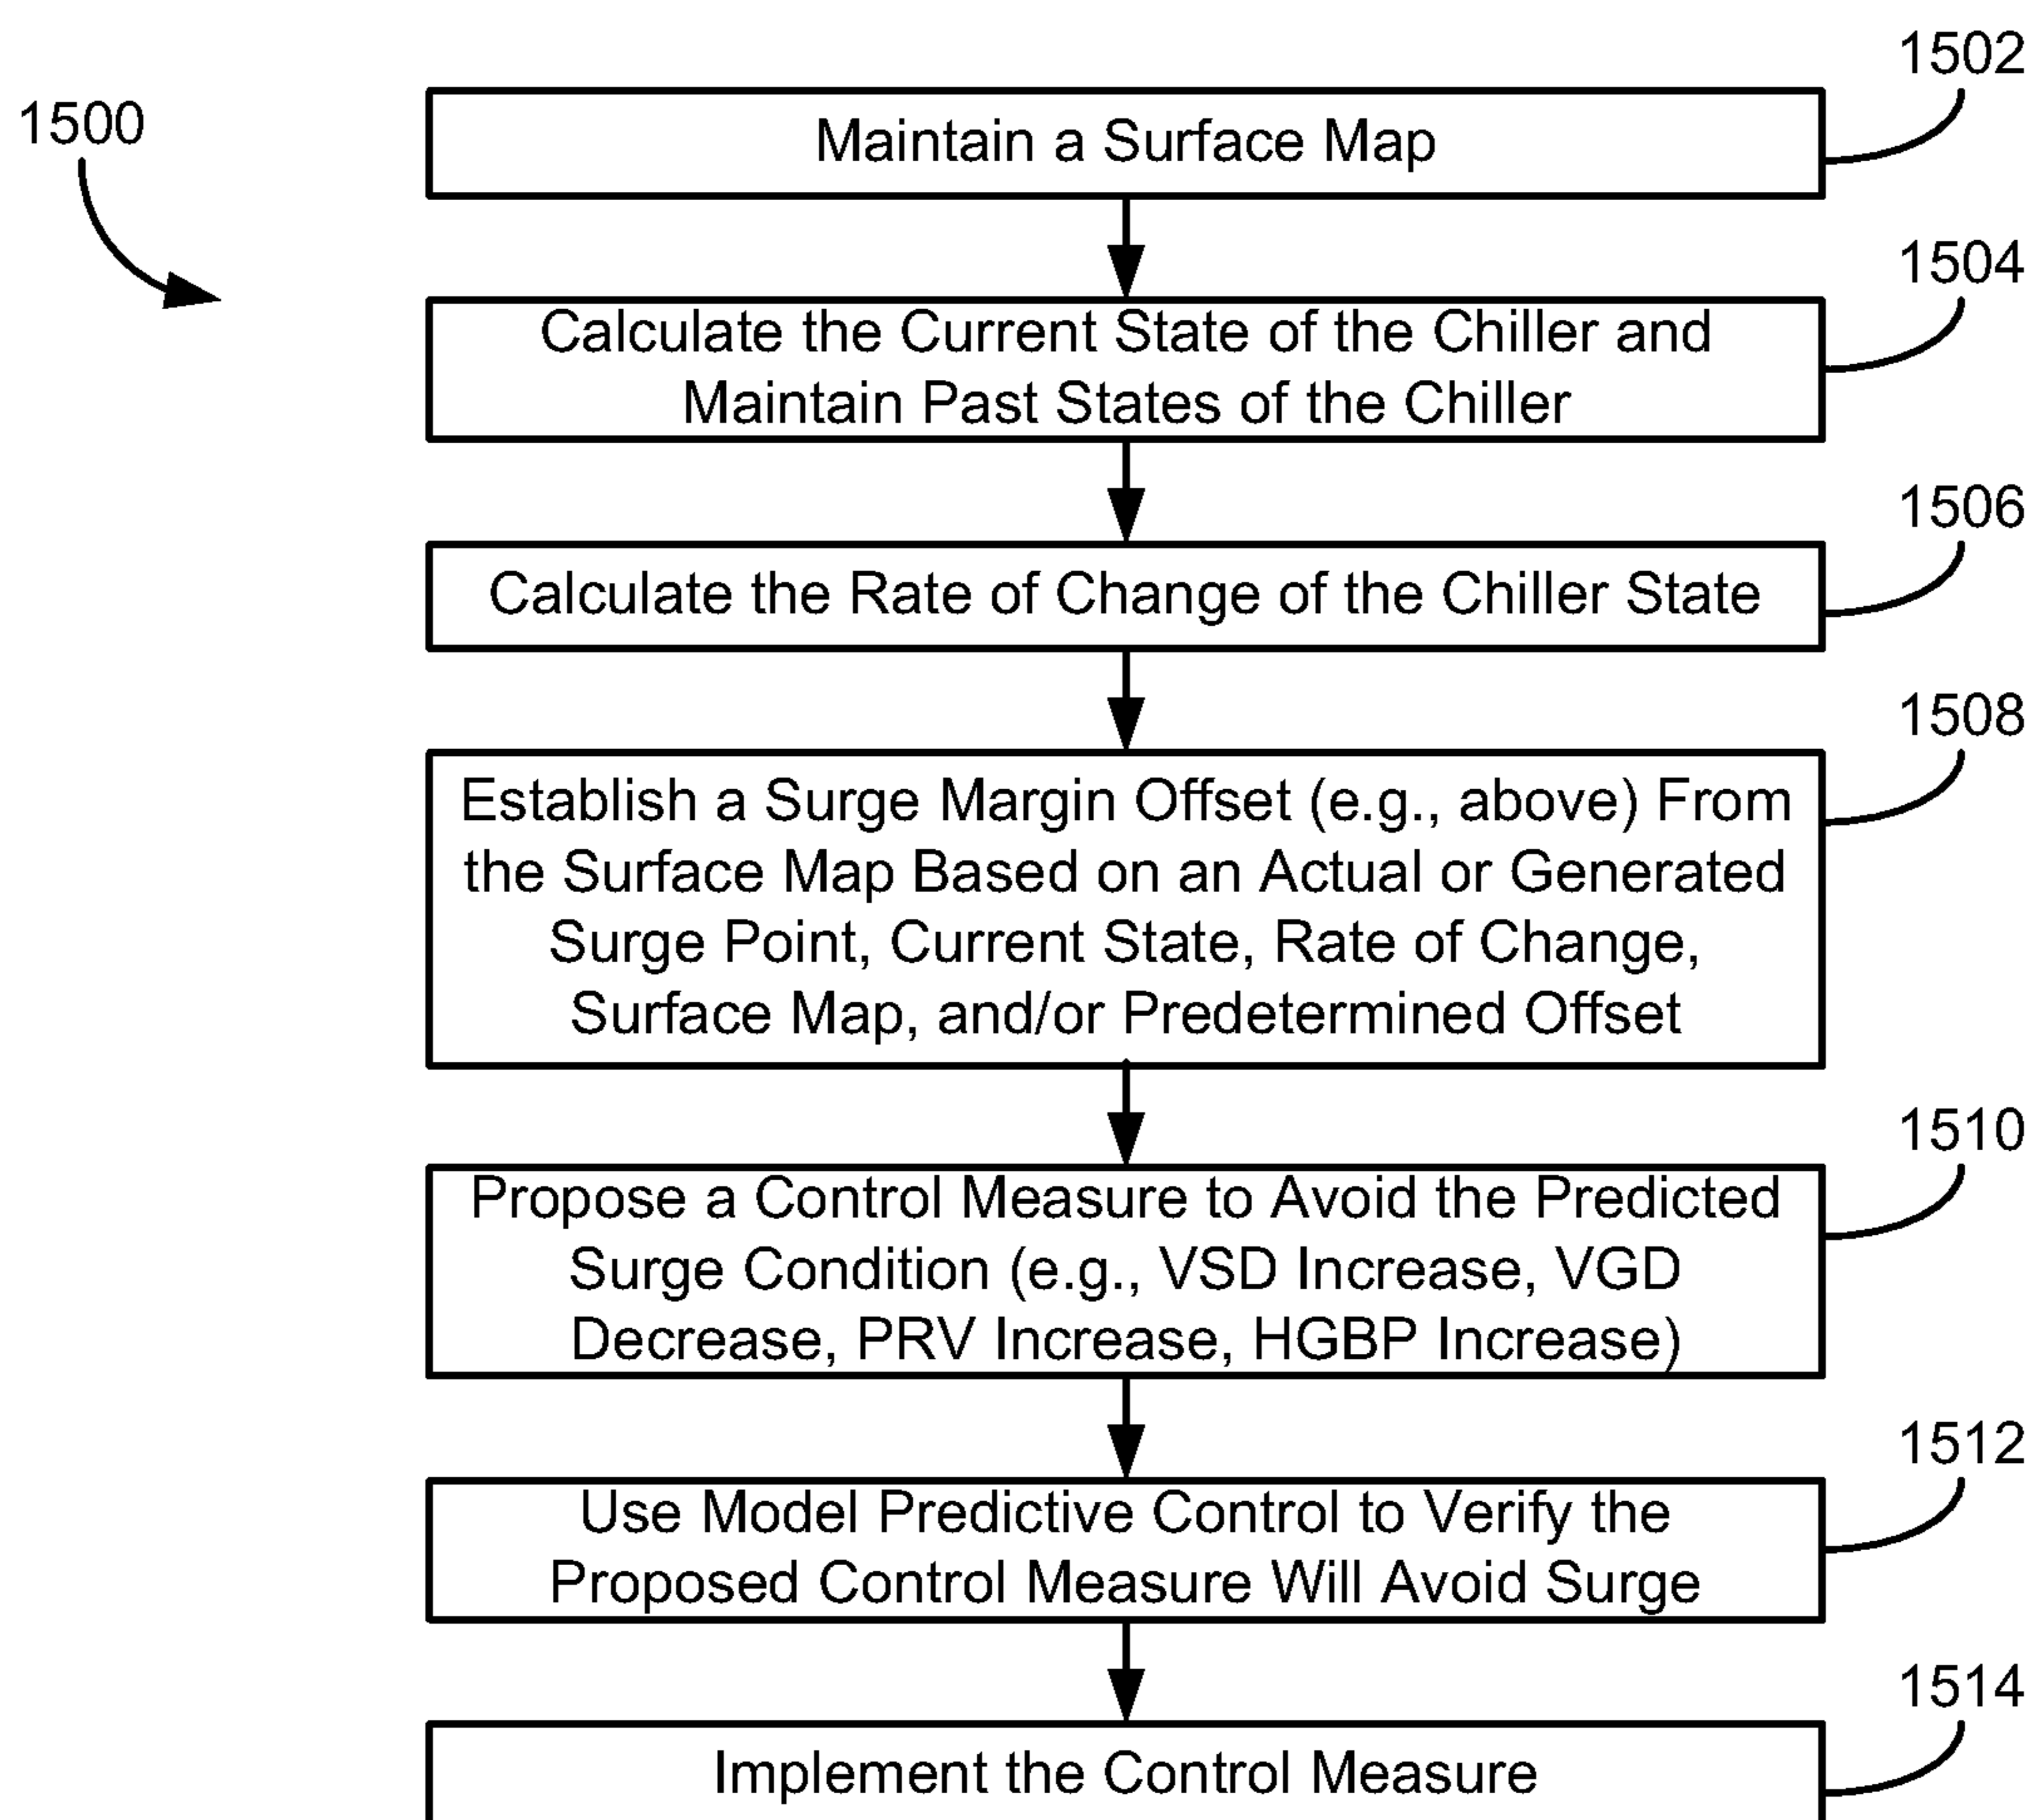 1500
1502
Maintain a Surface Map
1504
Calculate the Current State of the Chiller and
Maintain Past States of the Chiller
1506
Calculate the Rate of Change of the Chiller State
1508
Establish a Surge Margin Offset (e.g., above) From
the Surface Map Based on an Actual or Generated
Surge Point, Current State, Rate of Change,
Surface Map, and/or Predetermined Offset
1510
Propose a Control Measure to Avoid the Predicted
Surge Condition (e.g., VSD Increase, VGD
Decrease, PRV Increase, HGBP Increase)
1512
Use Model Predictive Control to Verify the
Proposed Control Measure Will Avoid Surge
1514
Implement the Control Measure